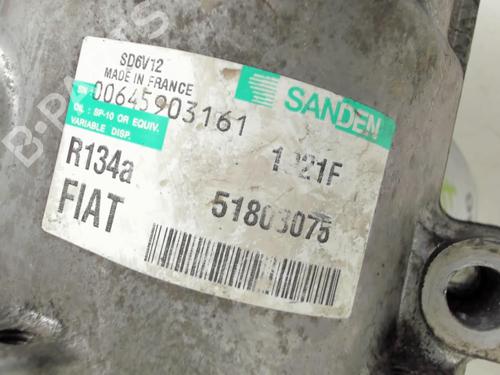 SD6V12
MADE IN FRANCE
SANDEN
00645903161
OIL : SP-10 OR EQUIV.
VARIABLE DISP.
R134a
FIAT
51803075